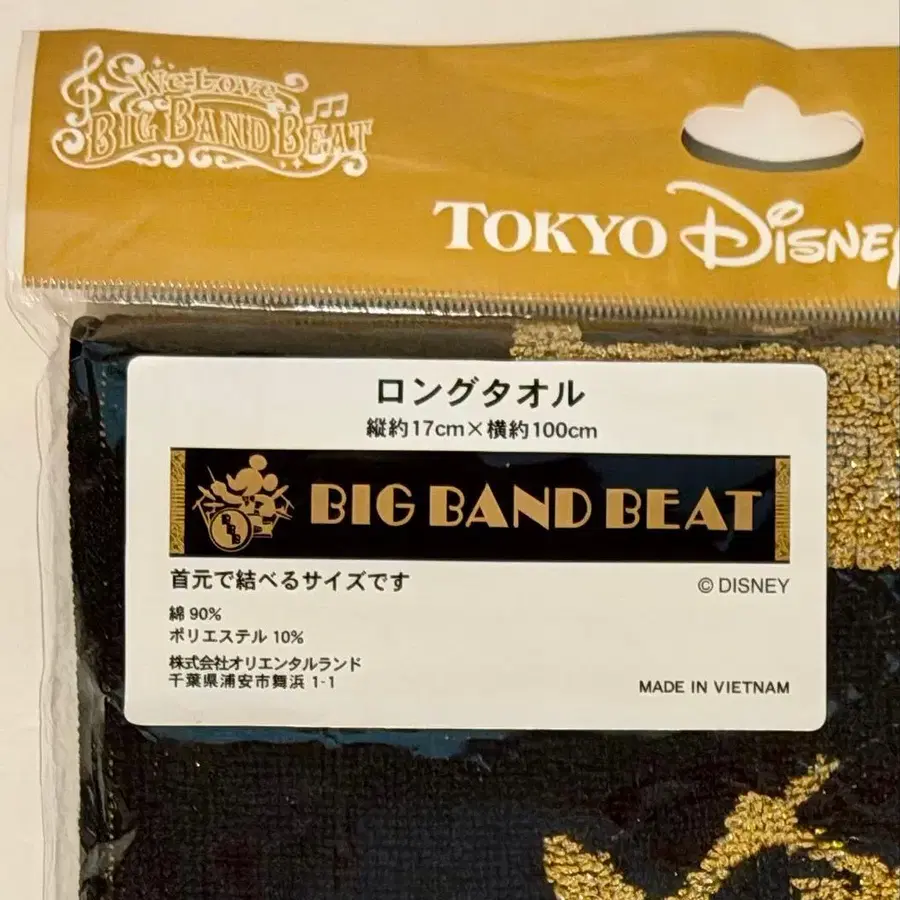 We Love
BIG BAND BEAT
TOKYO Disney
ロングタオル
縦約17cm×横約100cm
BBB
BIG BAND BEAT
首元で結べるサイズです
© DISNEY
綿 90%
ポリエステル 10%
株式会社オリエンタルランド
千葉県浦安市舞浜 1-1
MADE IN VIETNAM